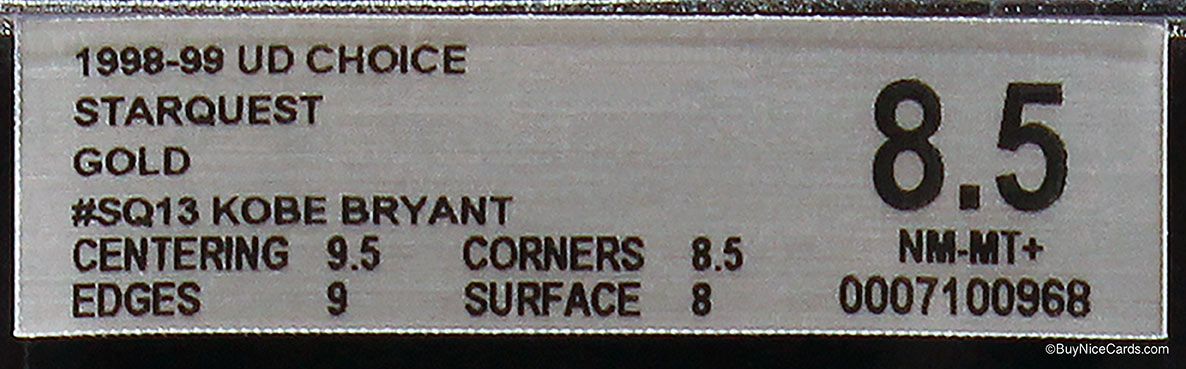 1998-99 UD CHOICE
STARQUEST
GOLD
#SQ13 KOBE BRYANT
CENTERING 9.5 CORNERS 8.5
EDGES 9 SURFACE 8
8.5
NM-MT+
0007100968
©BuyNiceCards.com